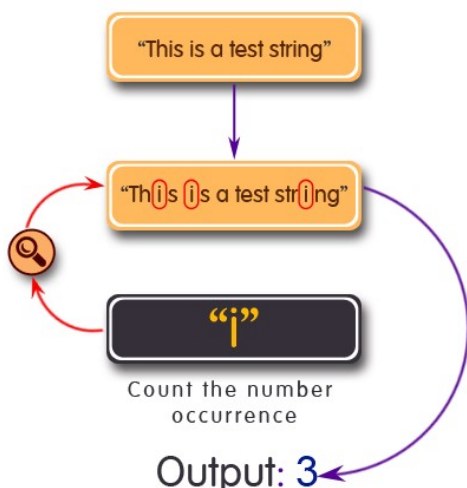 “This is a test string”
“This is a test string”
“i”
Count the number
occurrence
Output: 3